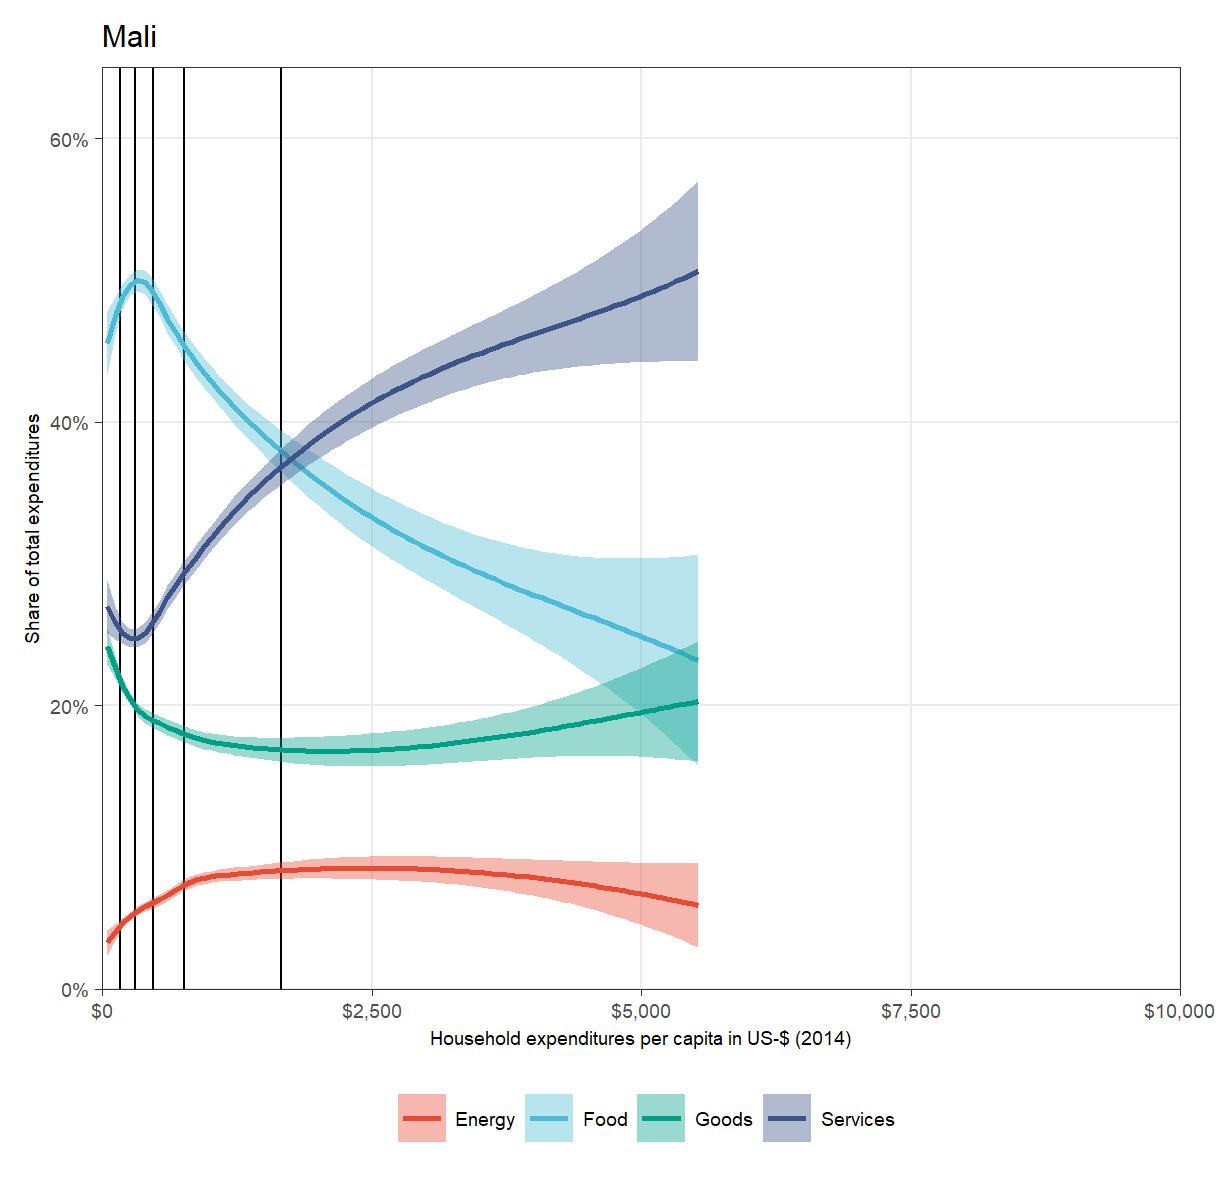 Mali
60%
40%
20%
0%
Share of total expenditures
$0 $2,500 $5,000 $7,500 $10,000
Household expenditures per capita in US-$ (2014)
Energy Food Goods Services